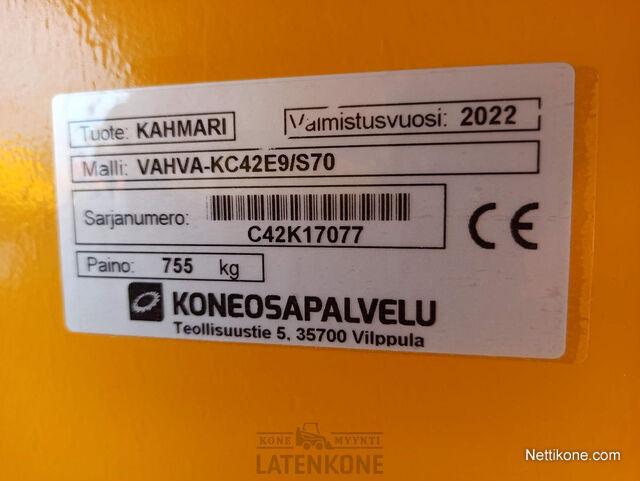 Tuote: KAHMARI Valmistusvuosi: 2022
Malli: VAHVA-KC42E9/S70
Sarjanumero: C42K17077
Paino: 755 kg
CE
KONEOSAPALVELU
Teollisuustie 5, 35700 Vilppula
KONE MYYNTI
LATENKONE
Nettikone.com